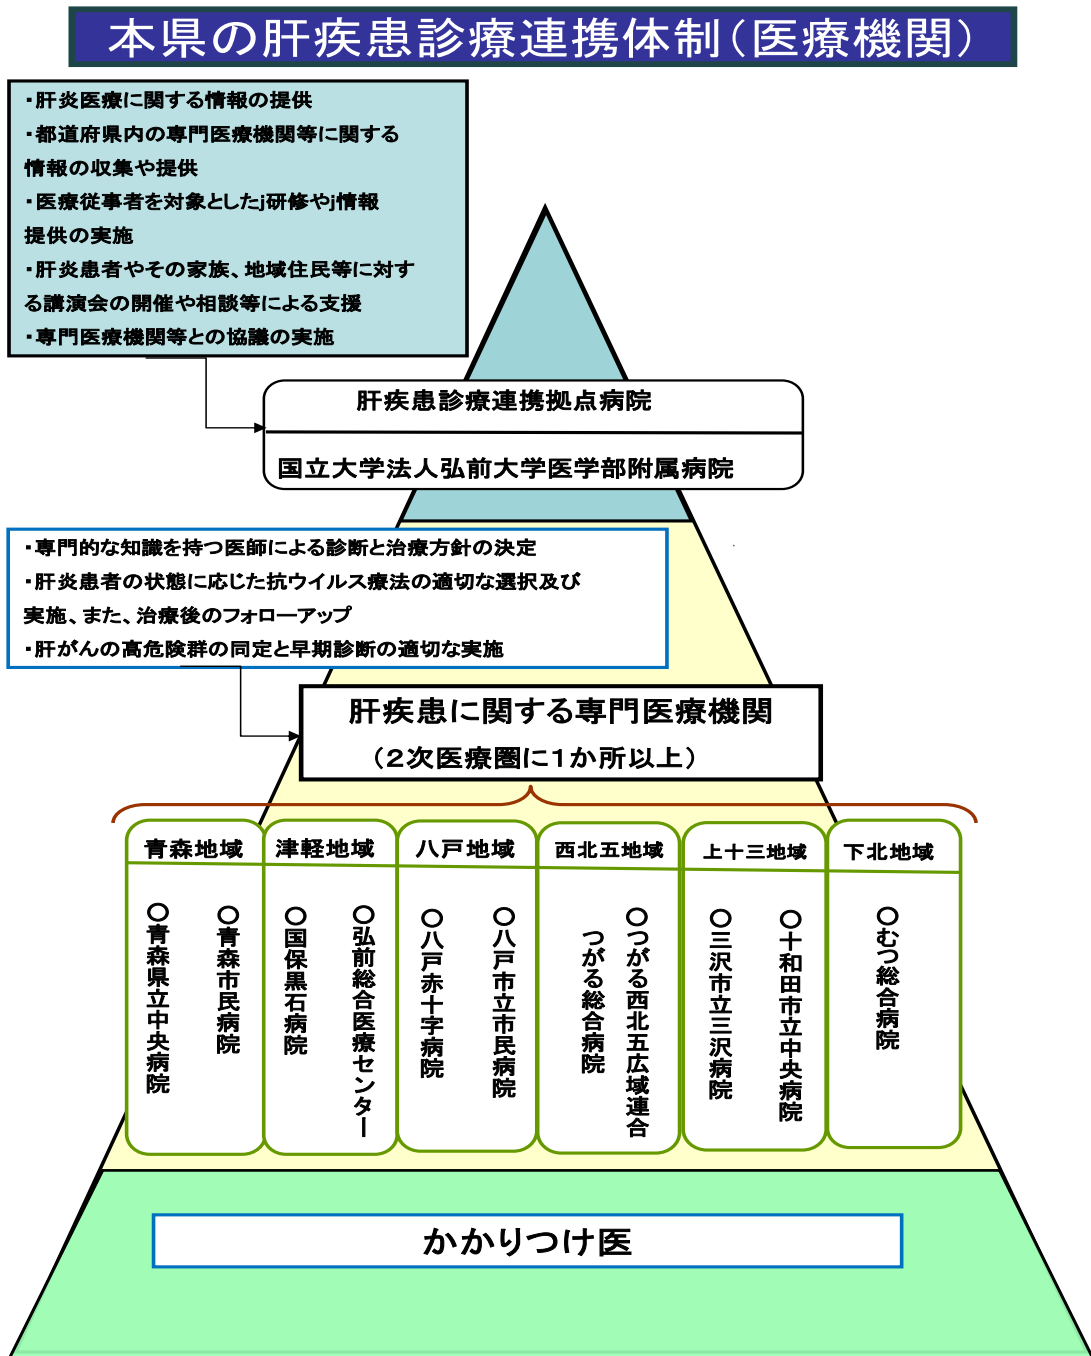 本県の肝疾患診療連携体制(医療機関)
・肝炎医療に関する情報の提供
・都道府県内の専門医療機関等に関する
情報の収集や提供
・医療従事者を対象としたj研修やj情報
提供の実施
・肝炎患者やその家族、地域住民等に対す
る講演会の開催や相談等による支援
・専門医療機関等との協議の実施
肝疾患診療連携拠点病院
国立大学法人弘前大学医学部附属病院
・専門的な知識を持つ医師による診断と治療方針の決定
・肝炎患者の状態に応じた抗ウイルス療法の適切な選択及び
実施、また、治療後のフォローアップ
・肝がんの高危険群の同定と早期診断の適切な実施
肝疾患に関する専門医療機関
(2次医療圏に1か所以上)
青森地域
〇青森県立中央病院
〇青森市民病院
津軽地域
〇国保黒石病院
〇弘前総合医療センター
八戸地域
〇八戸赤十字病院
〇八戸市立市民病院
西北五地域
〇つがる西北五広域連合
つがる総合病院
上十三地域
〇三沢市立三沢病院
〇十和田市立中央病院
下北地域
〇むつ総合病院
かかりつけ医